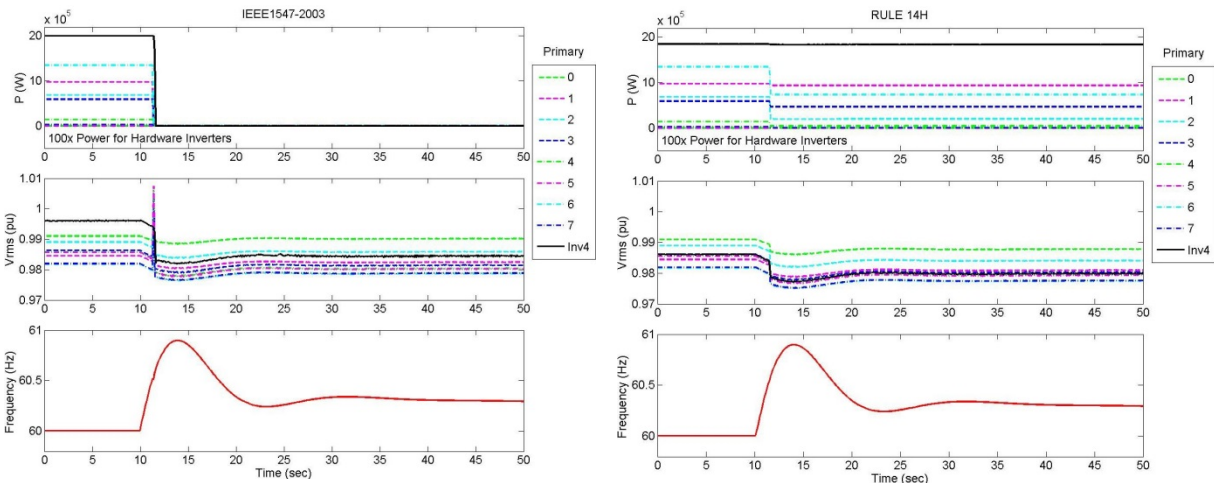 IEEE1547-2003
x 10^5
20
10
0
P (W)
100x Power for Hardware Inverters
0 5 10 15 20 25 30 35 40 45 50
1.01
1
0.99
0.98
0.97
Vrms (pu)
0 5 10 15 20 25 30 35 40 45 50
61
60.5
60
Frequency (Hz)
0 5 10 15 20 25 30 35 40 45 50
Time (sec)
Primary
0
1
2
3
4
5
6
7
Inv4
RULE 14H
x 10^5
20
10
0
P (W)
100x Power for Hardware Inverters
0 5 10 15 20 25 30 35 40 45 50
1.01
1
0.99
0.98
0.97
Vrms (pu)
0 5 10 15 20 25 30 35 40 45 50
61
60.5
60
Frequency (Hz)
0 5 10 15 20 25 30 35 40 45 50
Time (sec)
Primary
0
1
2
3
4
5
6
7
Inv4